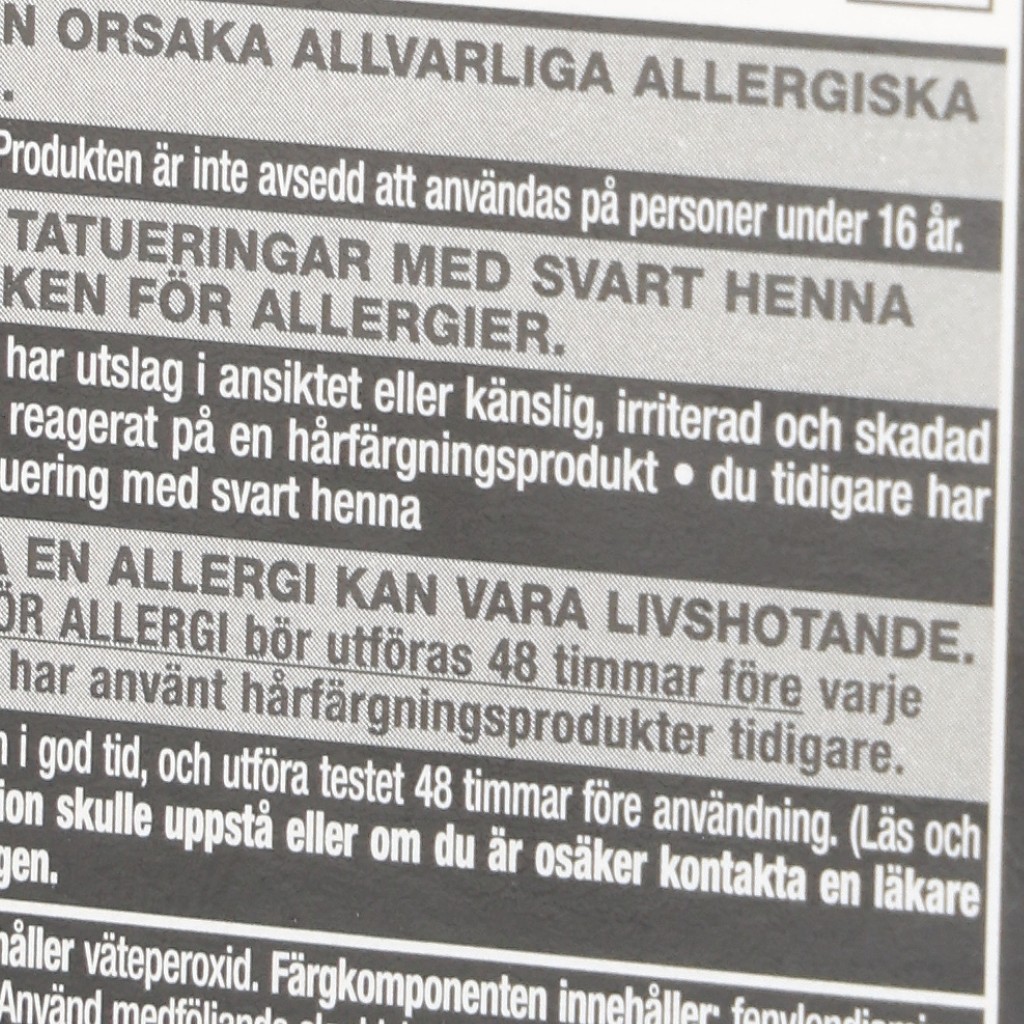 ORSAKA ALLVARLIGA ALLERGISKA
.
Produkten är inte avsedd att användas på personer under 16 år.
TATUERINGAR MED SVART HENNA
KEN FÖR ALLERGIER.
har utslag i ansiktet eller känslig, irriterad och skadad
reagerat på en hårfärgningsprodukt • du tidigare har
uering med svart henna
EN ALLERGI KAN VARA LIVSHOTANDE.
ÖR ALLERGI bör utföras 48 timmar före varje
har använt hårfärgningsprodukter tidigare.
i god tid, och utföra testet 48 timmar före användning. (Läs och
ion skulle uppstå eller om du är osäker kontakta en läkare
gen.
håller väteperoxid. Färgkomponenten innehåller:
Använd medföljande